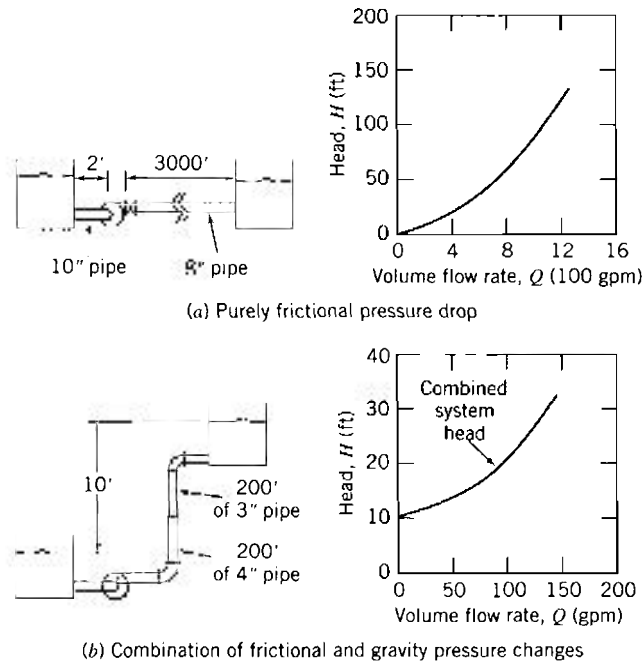 2'
3000'
10" pipe
8" pipe
Head, H (ft)
200
150
100
50
0
0 4 8 12 16
Volume flow rate, Q (100 gpm)
(a) Purely frictional pressure drop
10'
200'
of 3" pipe
200'
of 4" pipe
Head, H (ft)
40
30
20
10
0
Combined
system
head
0 50 100 150 200
Volume flow rate, Q (gpm)
(b) Combination of frictional and gravity pressure changes